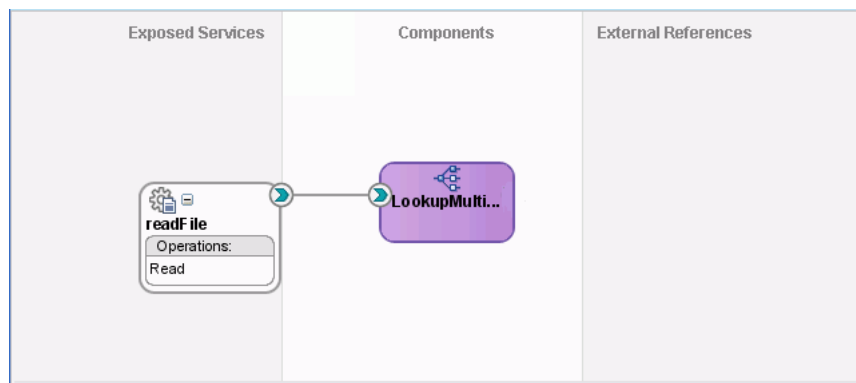 Exposed Services
Components
External References
readFile
Operations:
Read
LookupMulti...